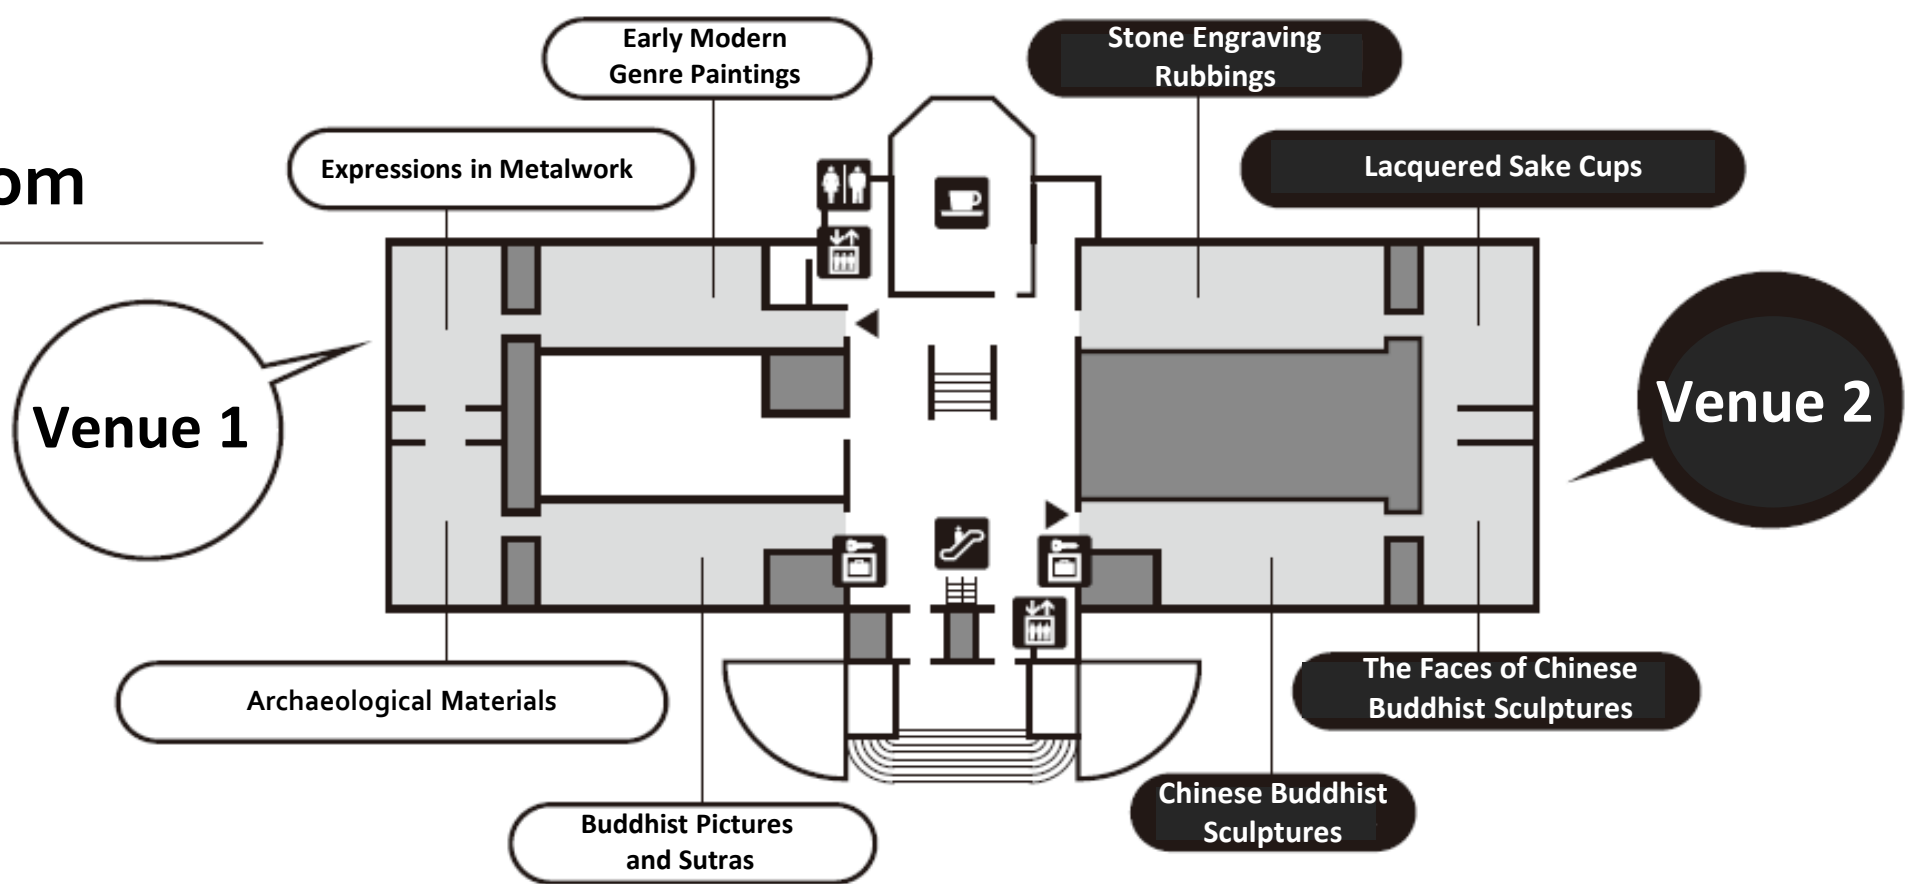 Early Modern
Genre Paintings
Stone Engraving
Rubbings
Expressions in Metalwork
Lacquered Sake Cups
om
Venue 1
Venue 2
Archaeological Materials
The Faces of Chinese
Buddhist Sculptures
Buddhist Pictures
and Sutras
Chinese Buddhist
Sculptures